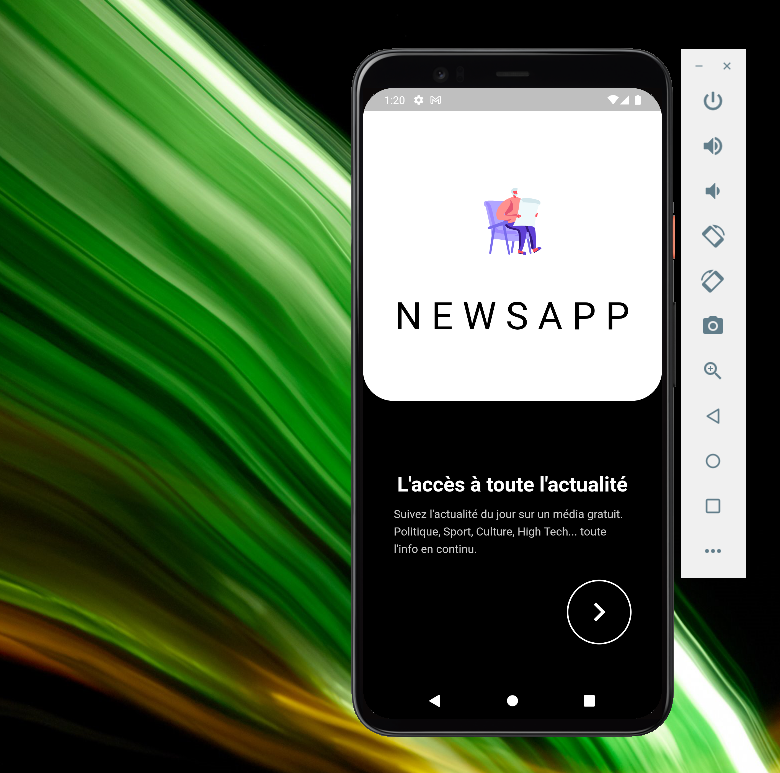 1:20
NEWSAPP
L'accès à toute l'actualité
Suivez l'actualité du jour sur un média gratuit.
Politique, Sport, Culture, High Tech... toute
l'info en continu.